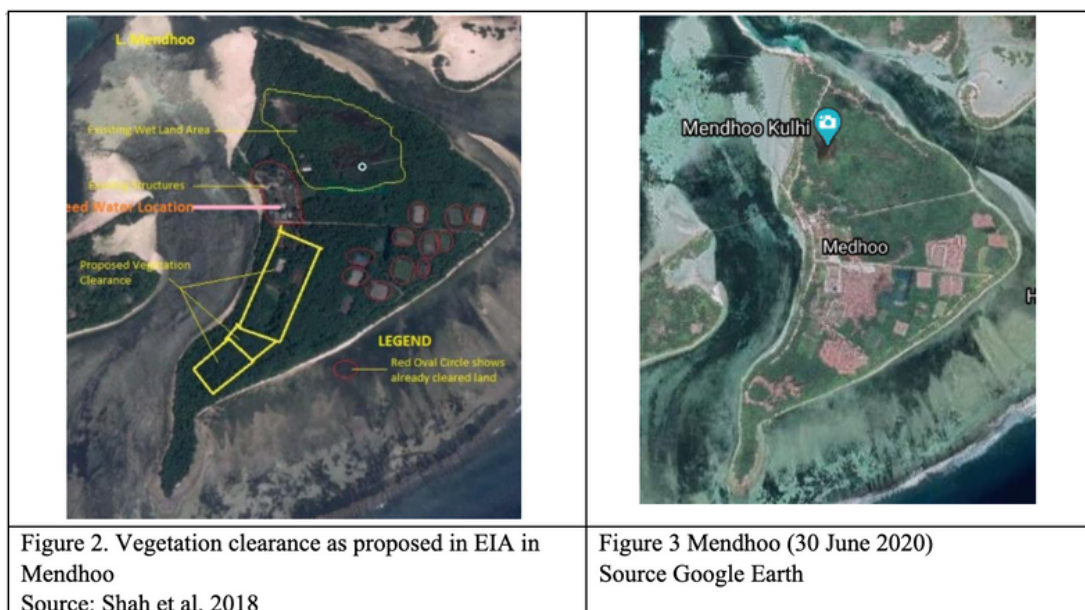 L. Mendhoo
Existiing Wet Land Area
Existing Structures
eed Water Location
Proposed Vegetation
Clearance
LEGEND
Red Oval Circle shows
already cleared land
Mendhoo Kulhi
Medhoo
H
Figure 2. Vegetation clearance as proposed in EIA in
Mendhoo
Source: Shah et al, 2018
Figure 3 Mendhoo (30 June 2020)
Source Google Earth